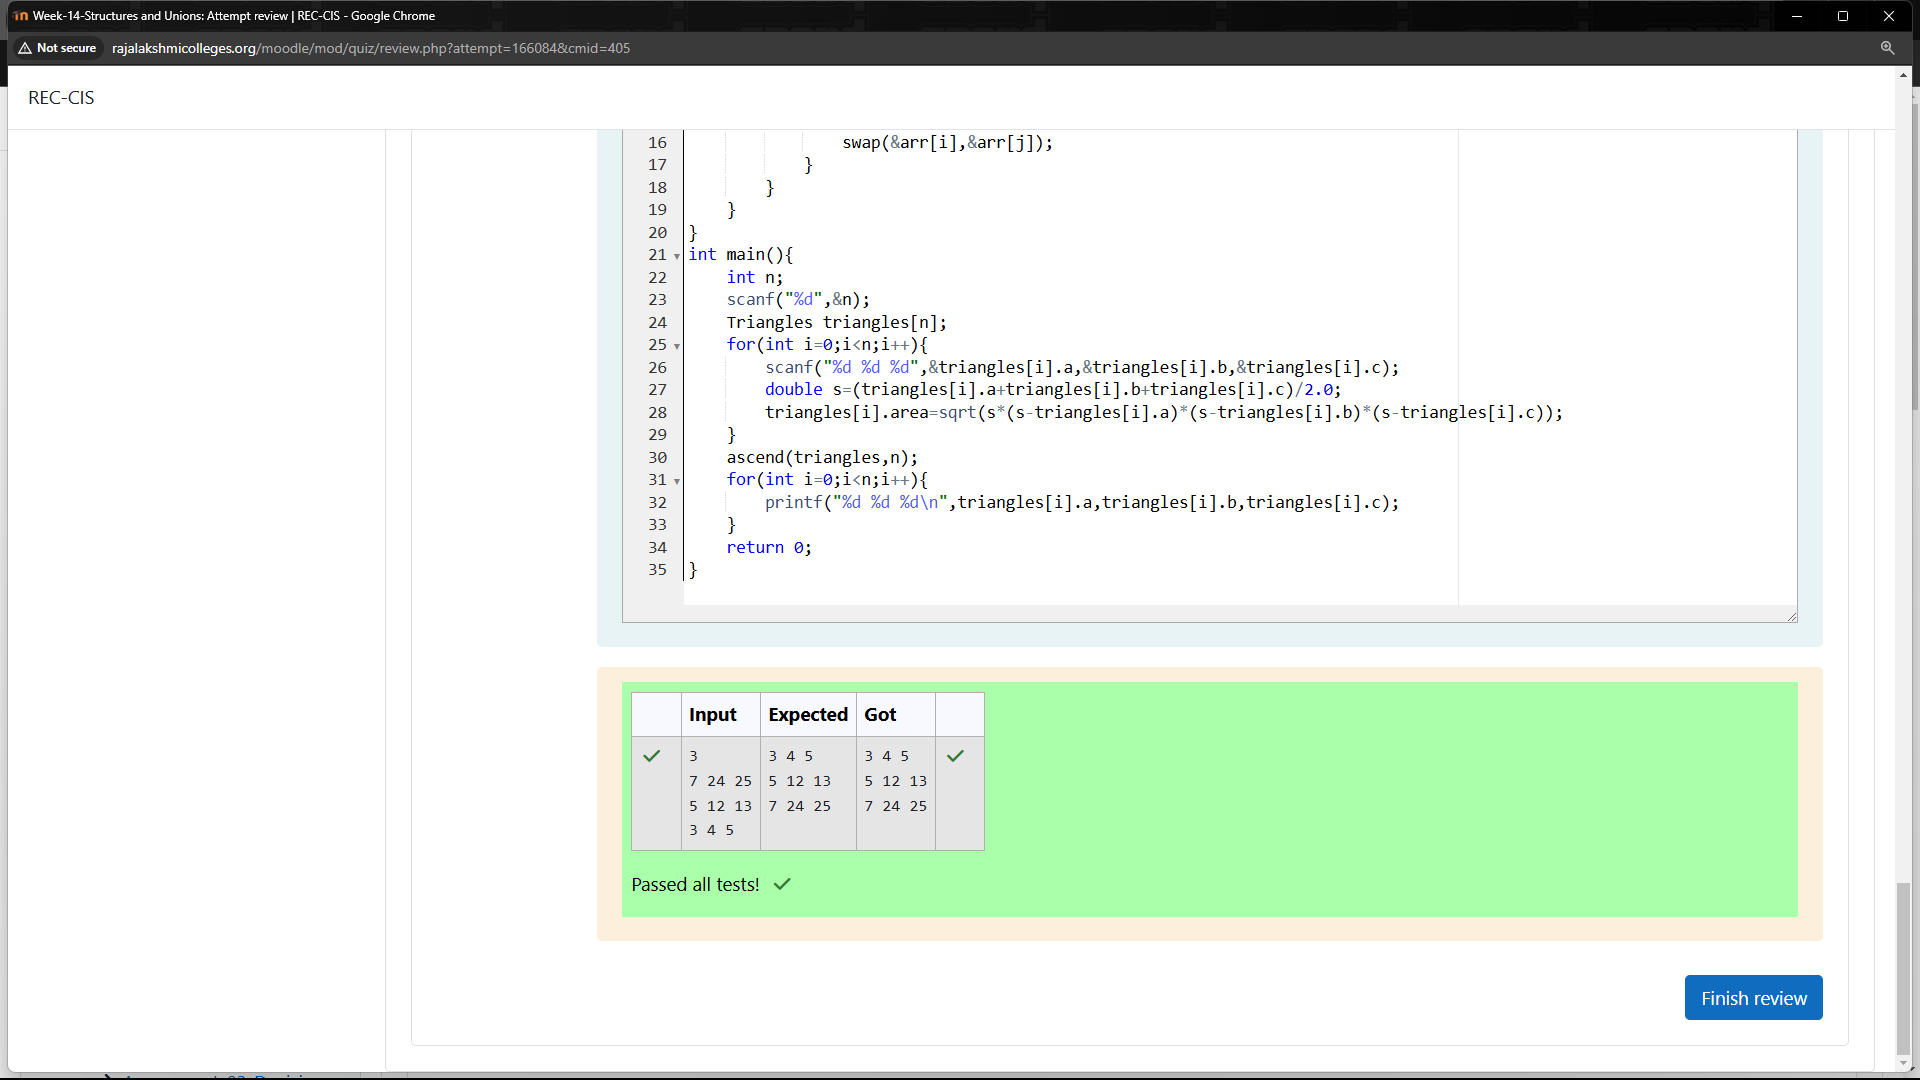 Week-14-Structures and Unions: Attempt review | REC-CIS - Google Chrome
Not secure rajalakshmicolleges.org/moodle/mod/quiz/review.php?attempt=166084&cmid=405
REC-CIS
16 swap(&arr[i],&arr[j]);
17 }
18 }
19 }
20 }
21 int main(){
22 int n;
23 scanf("%d",&n);
24 Triangles triangles[n];
25 for(int i=0;i<n;i++){
26 scanf("%d %d %d",&triangles[i].a,&triangles[i].b,&triangles[i].c);
27 double s=(triangles[i].a+triangles[i].b+triangles[i].c)/2.0;
28 triangles[i].area=sqrt(s*(s-triangles[i].a)*(s-triangles[i].b)*(s-triangles[i].c));
29 }
30 ascend(triangles,n);
31 for(int i=0;i<n;i++){
32 printf("%d %d %d\n",triangles[i].a,triangles[i].b,triangles[i].c);
33 }
34 return 0;
35 }
Input Expected Got
3 3 4 5 3 4 5
7 24 25 5 12 13 5 12 13
5 12 13 7 24 25 7 24 25
3 4 5
Passed all tests!
Finish review